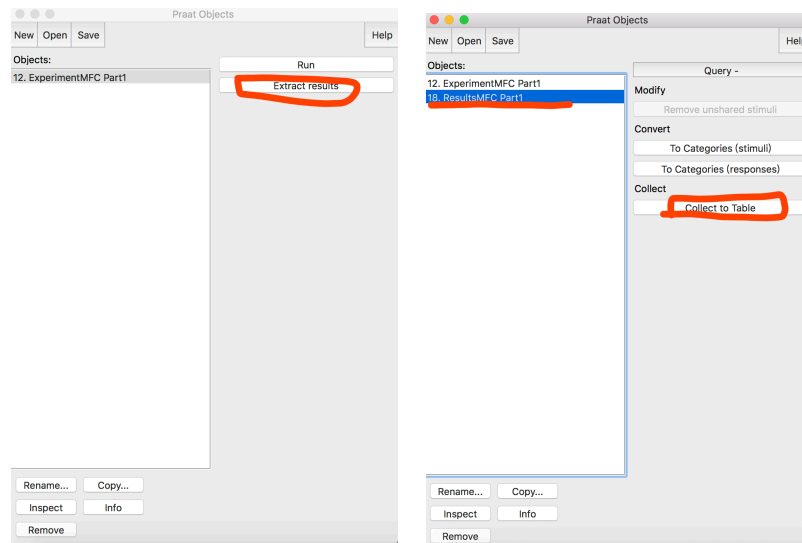 Praat Objects
New Open Save Help
Objects:
12. ExperimentMFC Part1
Run
Extract results
Rename... Copy...
Inspect Info
Remove
Praat Objects
New Open Save Help
Objects:
12. ExperimentMFC Part1
18. ResultsMFC Part1
Query -
Modify
Remove unshared stimuli
Convert
To Categories (stimuli)
To Categories (responses)
Collect
Collect to Table
Rename... Copy...
Inspect Info
Remove